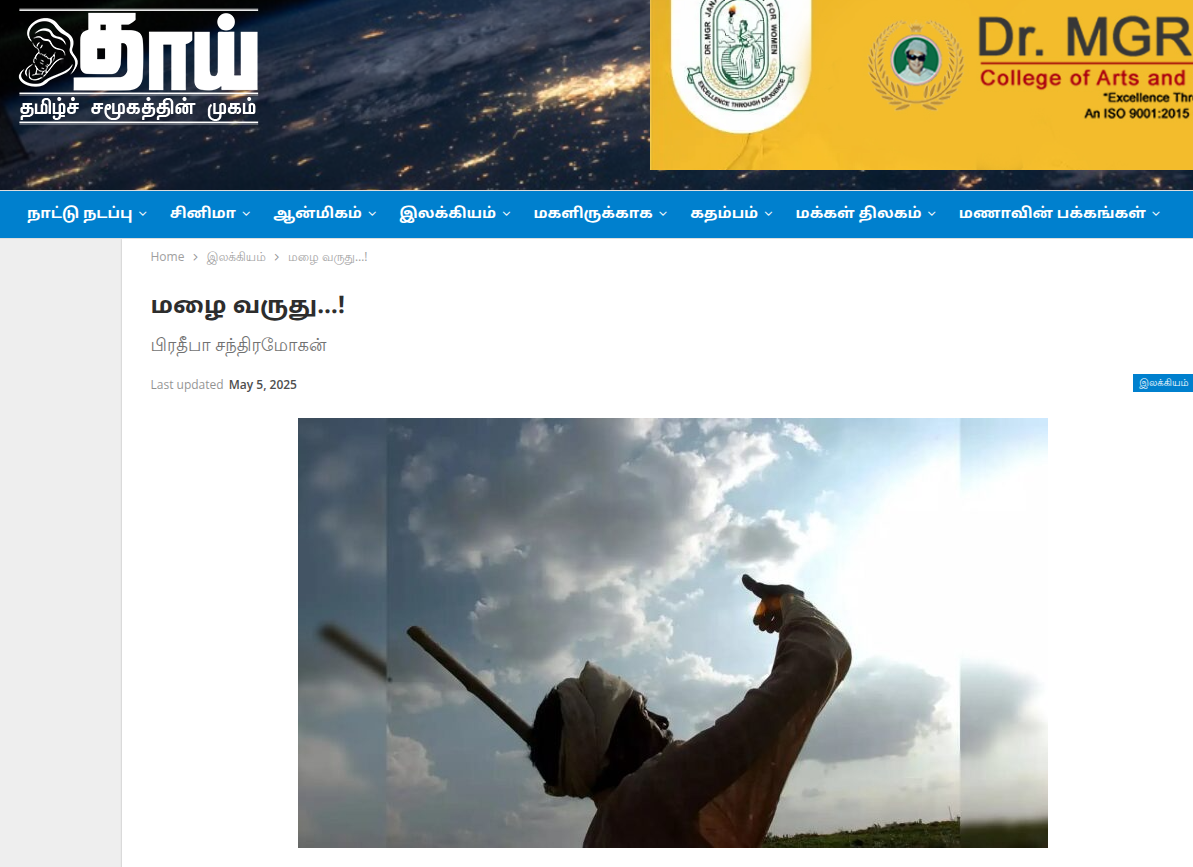 தாய்
தமிழ்ச் சமூகத்தின் முகம்
DR. MGR JANA FOR WOMEN
EXCELLENCE THROUGH DILIGENCE
Dr. MGR
College of Arts and
"Excellence Thr
An ISO 9001:2015
நாட்டு நடப்பு சினிமா ஆன்மிகம் இலக்கியம் மகளிருக்காக கதம்பம் மக்கள் திலகம் மணாவின் பக்கங்கள்
Home > இலக்கியம் > மழை வருது...!
மழை வருது...!
பிரதீபா சந்திரமோகன்
Last updated May 5, 2025
இலக்கியம்